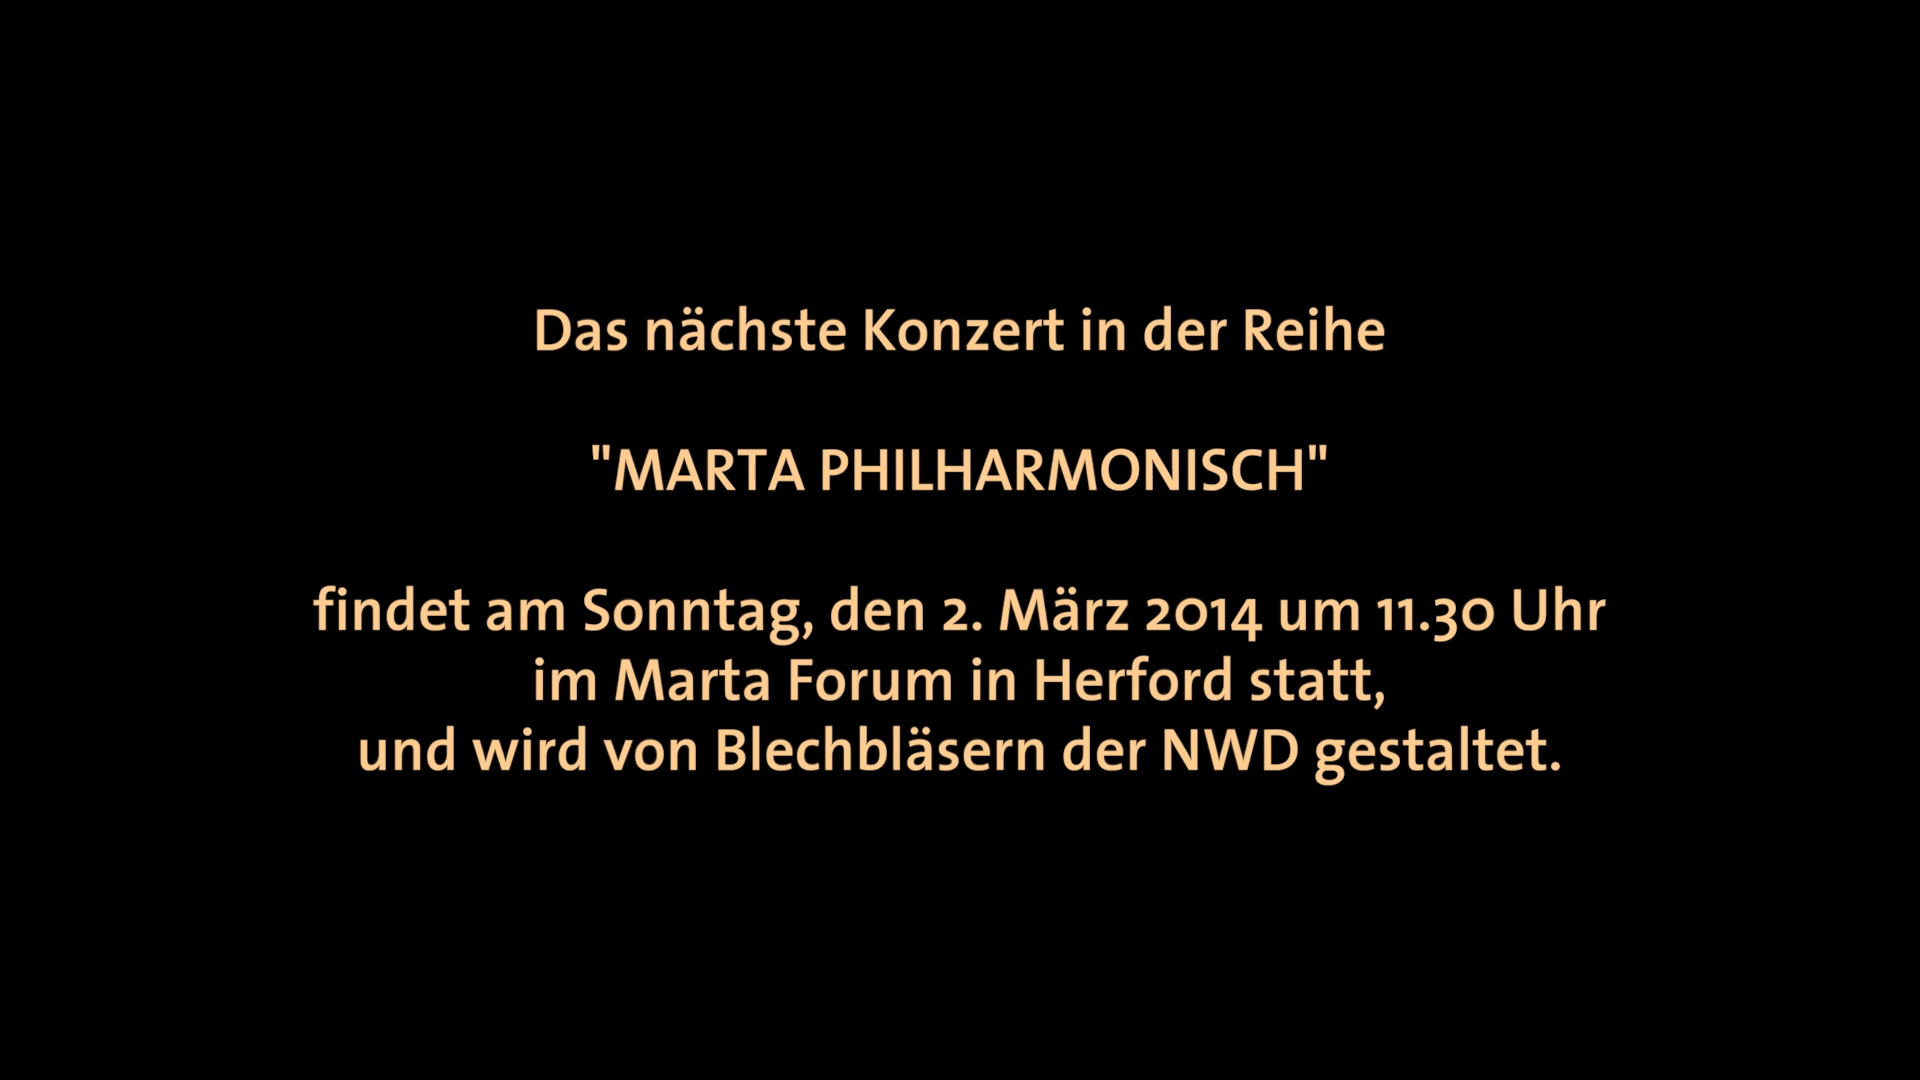 Das nächste Konzert in der Reihe
"MARTA PHILHARMONISCH"
findet am Sonntag, den 2. März 2014 um 11.30 Uhr
im Marta Forum in Herford statt,
und wird von Blechbläsern der NWD gestaltet.